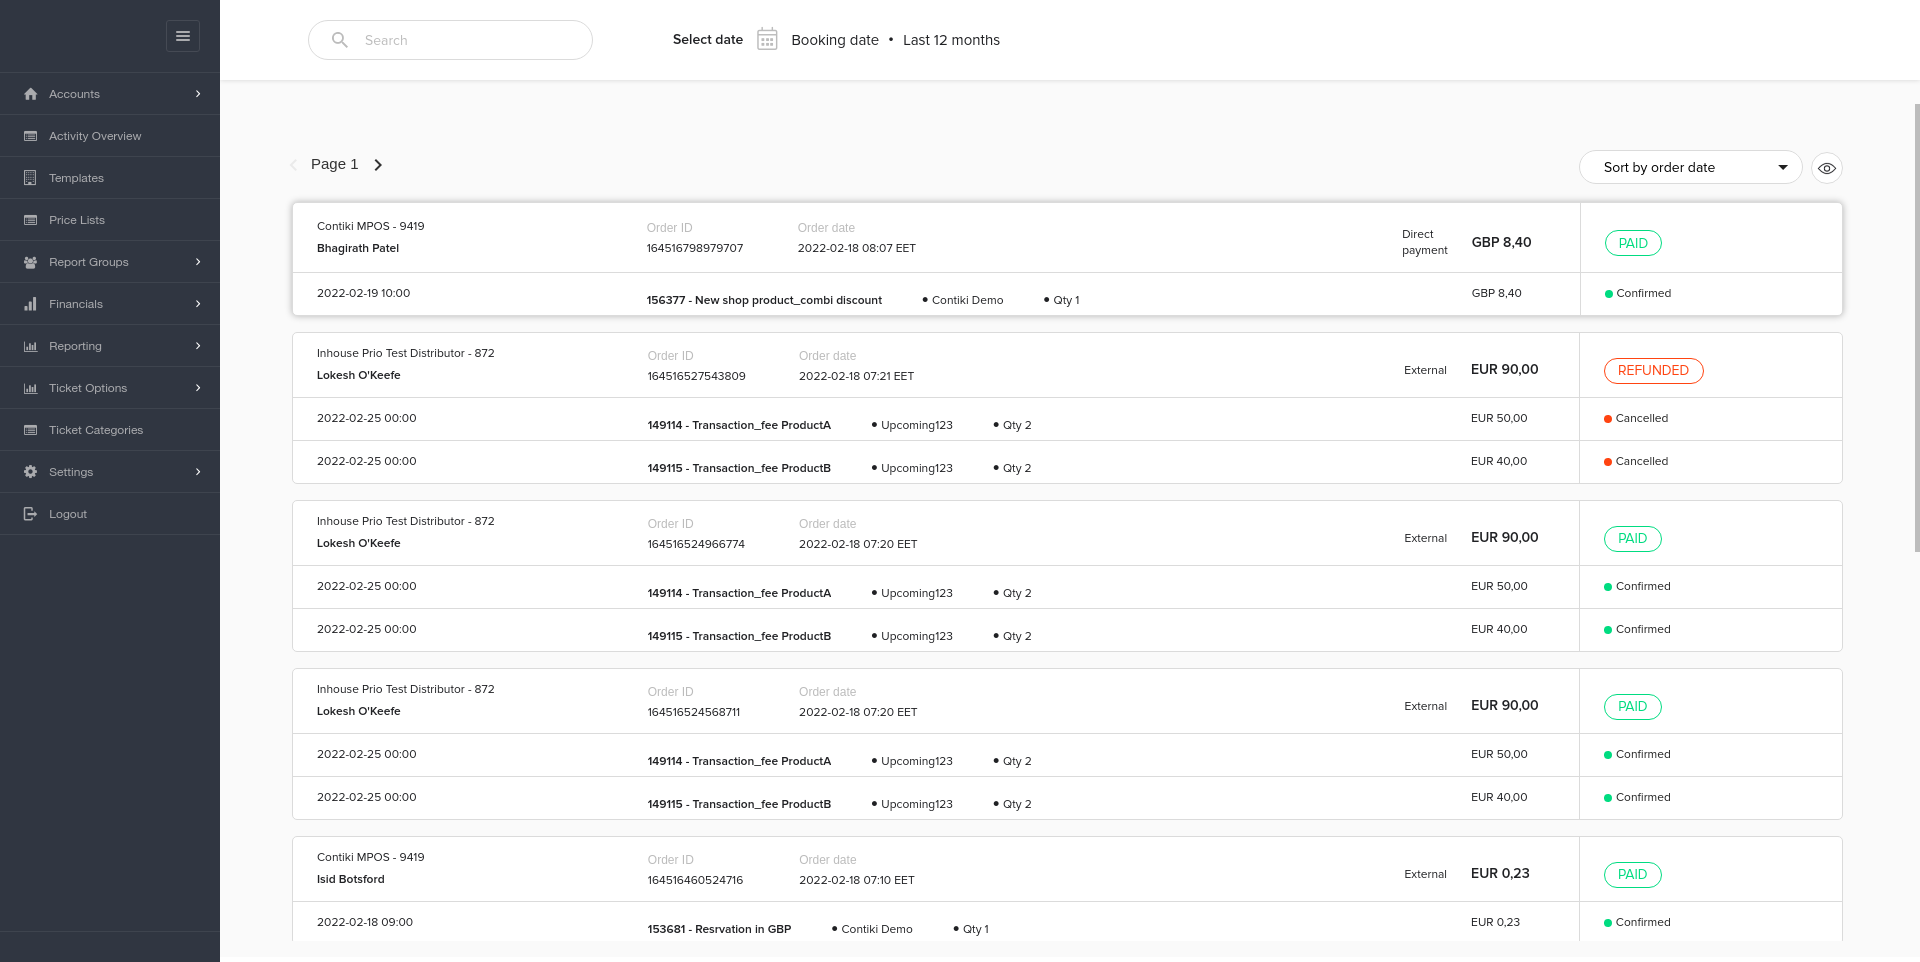 Search
Select date Booking date • Last 12 months
Accounts
Activity Overview
Templates
Price Lists
Report Groups
Financials
Reporting
Ticket Options
Ticket Categories
Settings
Logout
Page 1
Sort by order date
Contiki MPOS - 9419
Bhagirath Patel
Order ID
164516798979707
Order date
2022-02-18 08:07 EET
Direct
payment
GBP 8,40
PAID
2022-02-19 10:00
156377 - New shop product_combi discount • Contiki Demo • Qty 1
GBP 8,40
Confirmed
Inhouse Prio Test Distributor - 872
Lokesh O'Keefe
Order ID
164516527543809
Order date
2022-02-18 07:21 EET
External
EUR 90,00
REFUNDED
2022-02-25 00:00
149114 - Transaction_fee ProductA • Upcoming123 • Qty 2
EUR 50,00
Cancelled
2022-02-25 00:00
149115 - Transaction_fee ProductB • Upcoming123 • Qty 2
EUR 40,00
Cancelled
Inhouse Prio Test Distributor - 872
Lokesh O'Keefe
Order ID
164516524966774
Order date
2022-02-18 07:20 EET
External
EUR 90,00
PAID
2022-02-25 00:00
149114 - Transaction_fee ProductA • Upcoming123 • Qty 2
EUR 50,00
Confirmed
2022-02-25 00:00
149115 - Transaction_fee ProductB • Upcoming123 • Qty 2
EUR 40,00
Confirmed
Inhouse Prio Test Distributor - 872
Lokesh O'Keefe
Order ID
164516524568711
Order date
2022-02-18 07:20 EET
External
EUR 90,00
PAID
2022-02-25 00:00
149114 - Transaction_fee ProductA • Upcoming123 • Qty 2
EUR 50,00
Confirmed
2022-02-25 00:00
149115 - Transaction_fee ProductB • Upcoming123 • Qty 2
EUR 40,00
Confirmed
Contiki MPOS - 9419
Isid Botsford
Order ID
164516460524716
Order date
2022-02-18 07:10 EET
External
EUR 0,23
PAID
2022-02-18 09:00
153681 - Resrvation in GBP • Contiki Demo • Qty 1
EUR 0,23
Confirmed